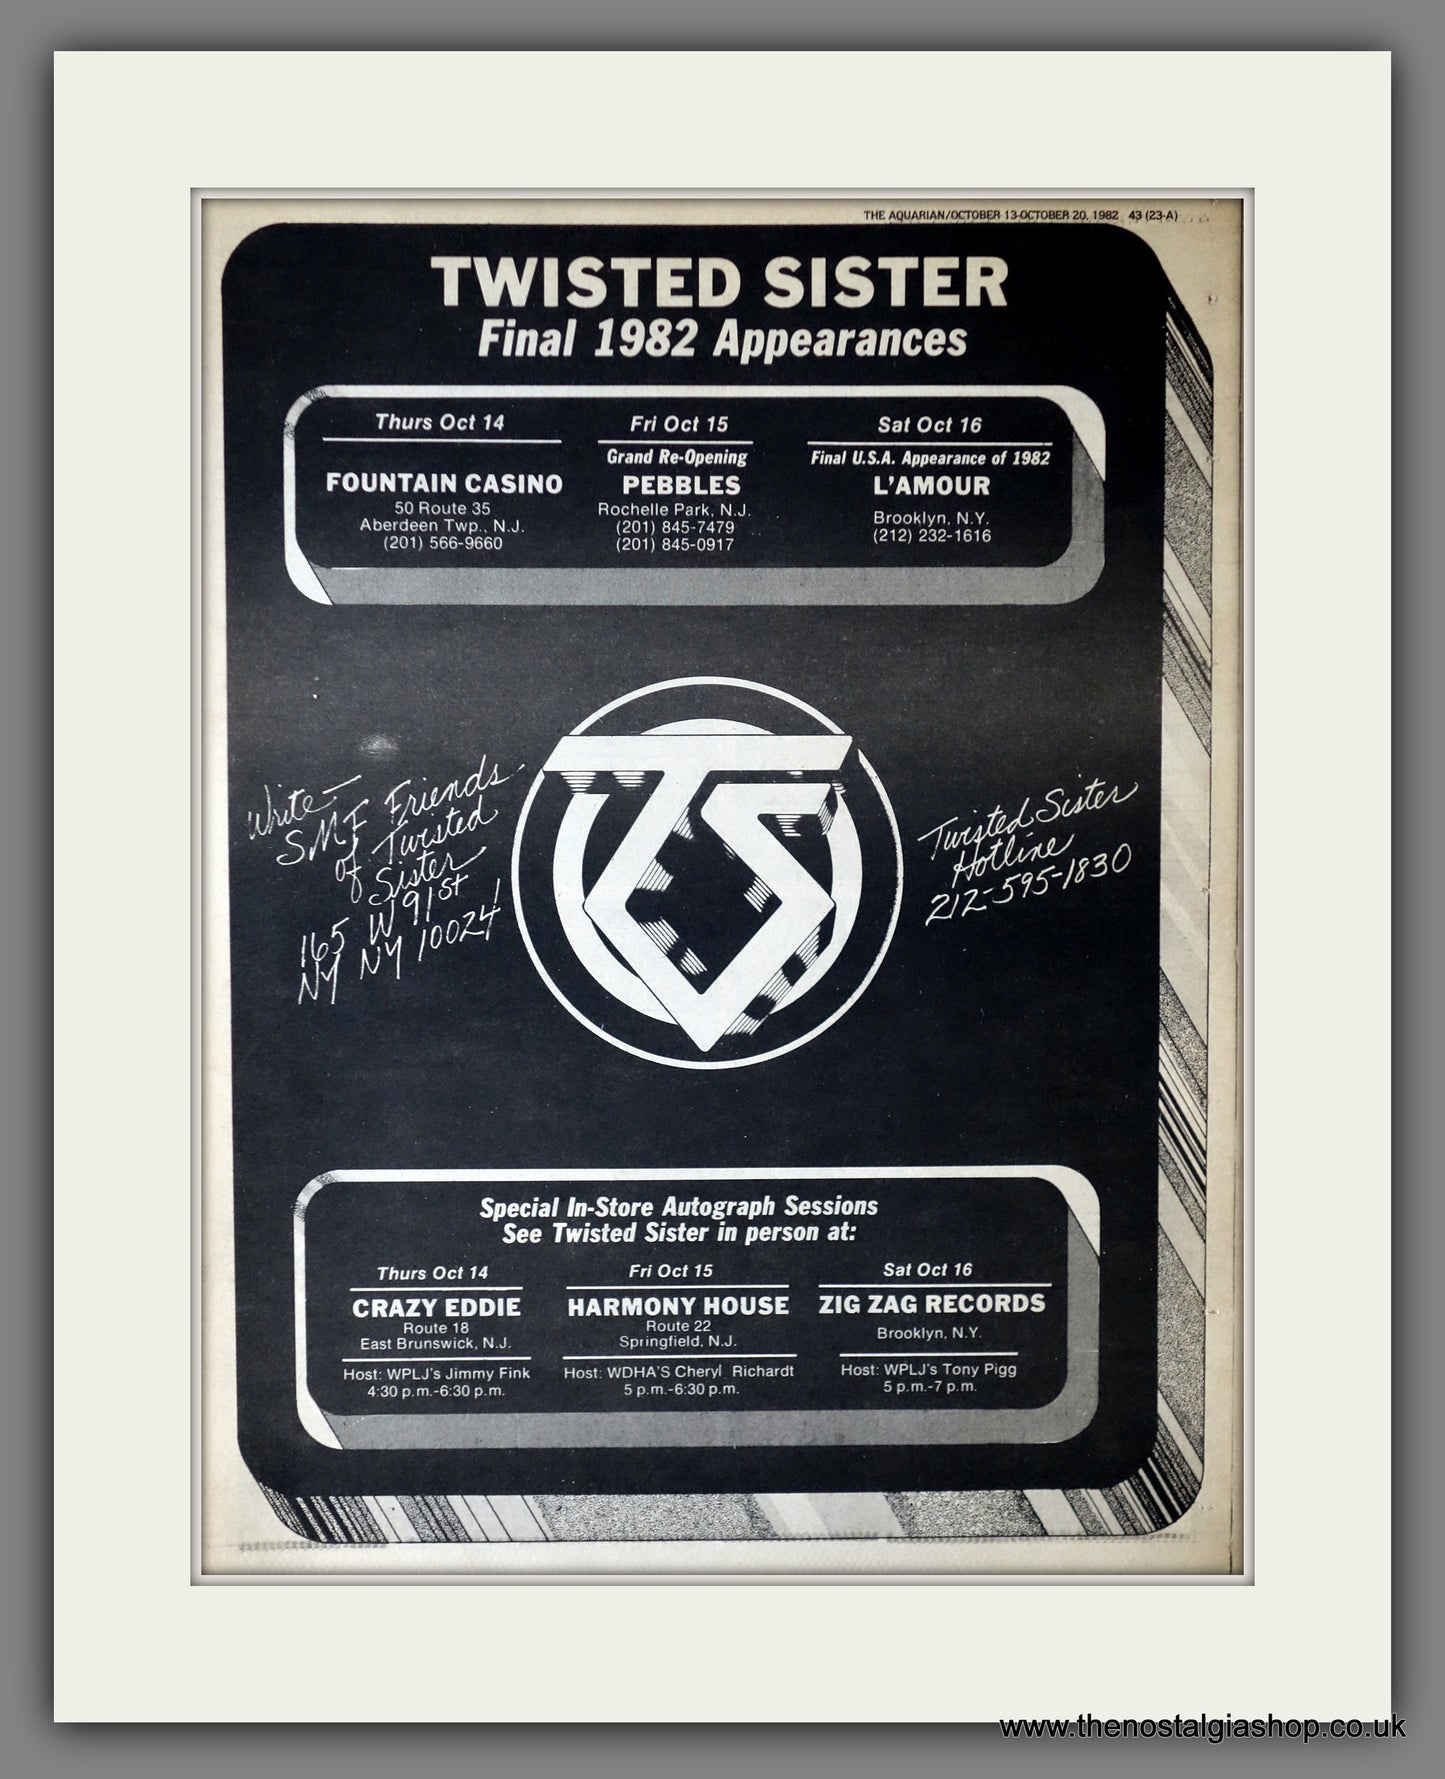 THE AQUARIAN/OCTOBER 13-OCTOBER 20, 1982 43 (23-A)
TWISTED SISTER
Final 1982 Appearances
Thurs Oct 14
FOUNTAIN CASINO
50 Route 35
Aberdeen Twp., N.J.
(201) 566-9660
Fri Oct 15
Grand Re-Opening
PEBBLES
Rochelle Park, N.J.
(201) 845-7479
(201) 845-0917
Sat Oct 16
Final U.S.A. Appearance of 1982
L'AMOUR
Brooklyn, N.Y.
(212) 232-1616
Write—
SMF Friends
of Twisted
Sister
165 W 91st
NY NY 10024
TS
Twisted Sister
Hotline
212-595-1830
Special In-Store Autograph Sessions
See Twisted Sister in person at:
Thurs Oct 14
CRAZY EDDIE
Route 18
East Brunswick, N.J.
Host: WPLJ's Jimmy Fink
4:30 p.m.-6:30 p.m.
Fri Oct 15
HARMONY HOUSE
Route 22
Springfield, N.J.
Host: WDHA'S Cheryl Richardt
5 p.m.-6:30 p.m.
Sat Oct 16
ZIG ZAG RECORDS
Brooklyn, N.Y.
Host: WPLJ's Tony Pigg
5 p.m.-7 p.m.
www.thenostalgiashop.co.uk